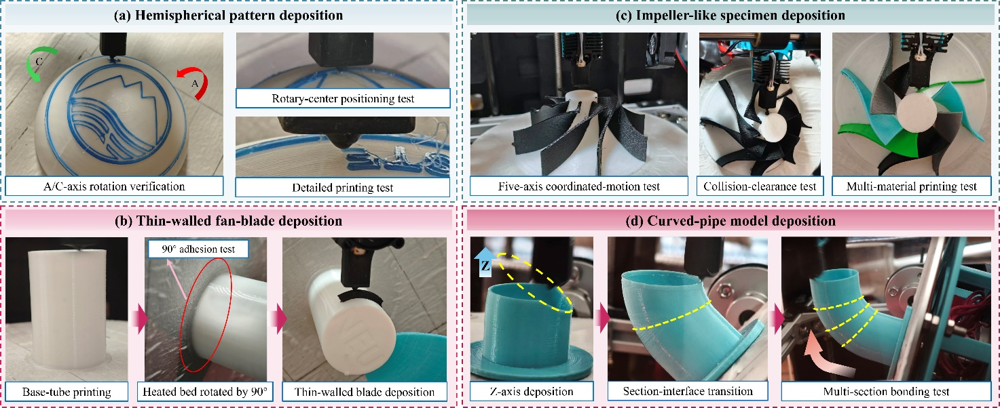 (a) Hemispherical pattern deposition
C
A
A/C-axis rotation verification
Rotary-center positioning test
Detailed printing test
(c) Impeller-like specimen deposition
Five-axis coordinated-motion test
Collision-clearance test
Multi-material printing test
(b) Thin-walled fan-blade deposition
90° adhesion test
Base-tube printing
Heated bed rotated by 90°
Thin-walled blade deposition
(d) Curved-pipe model deposition
Z
Z-axis deposition
Section-interface transition
Multi-section bonding test